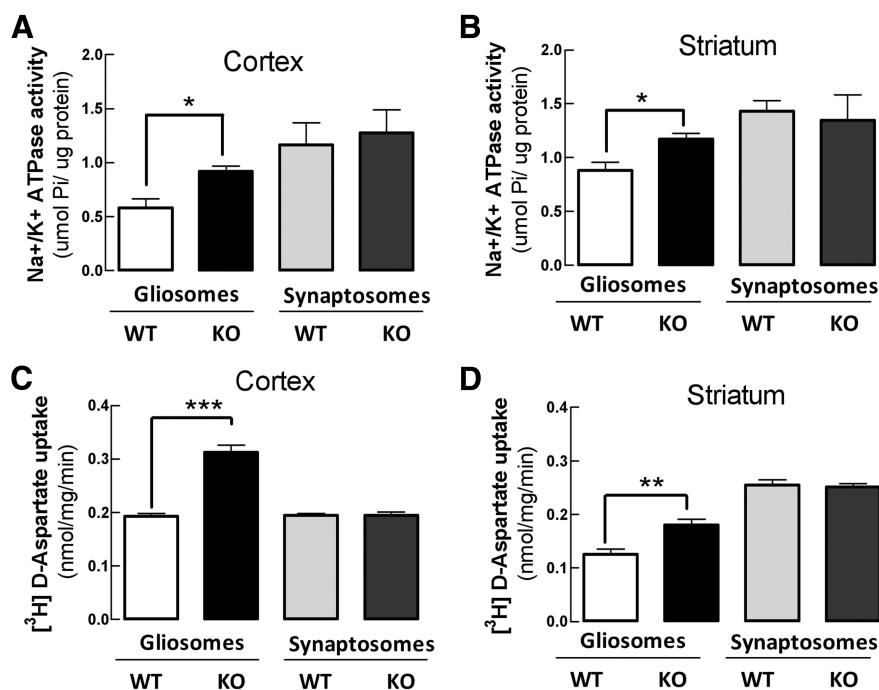 A
Cortex
Na+/K+ ATPase activity
(umol Pi/ ug protein)
2.0
1.5
1.0
0.5
0.0
*
Gliosomes Synaptosomes
WT KO WT KO
B
Striatum
Na+/K+ ATPase activity
(umol Pi/ ug protein)
2.0
1.5
1.0
0.5
0.0
*
Gliosomes Synaptosomes
WT KO WT KO
C
Cortex
[³H] D-Aspartate uptake
(nmol/mg/min)
0.4
0.3
0.2
0.1
0.0
***
Gliosomes Synaptosomes
WT KO WT KO
D
Striatum
[³H] D-Aspartate uptake
(nmol/mg/min)
0.4
0.3
0.2
0.1
0.0
**
Gliosomes Synaptosomes
WT KO WT KO